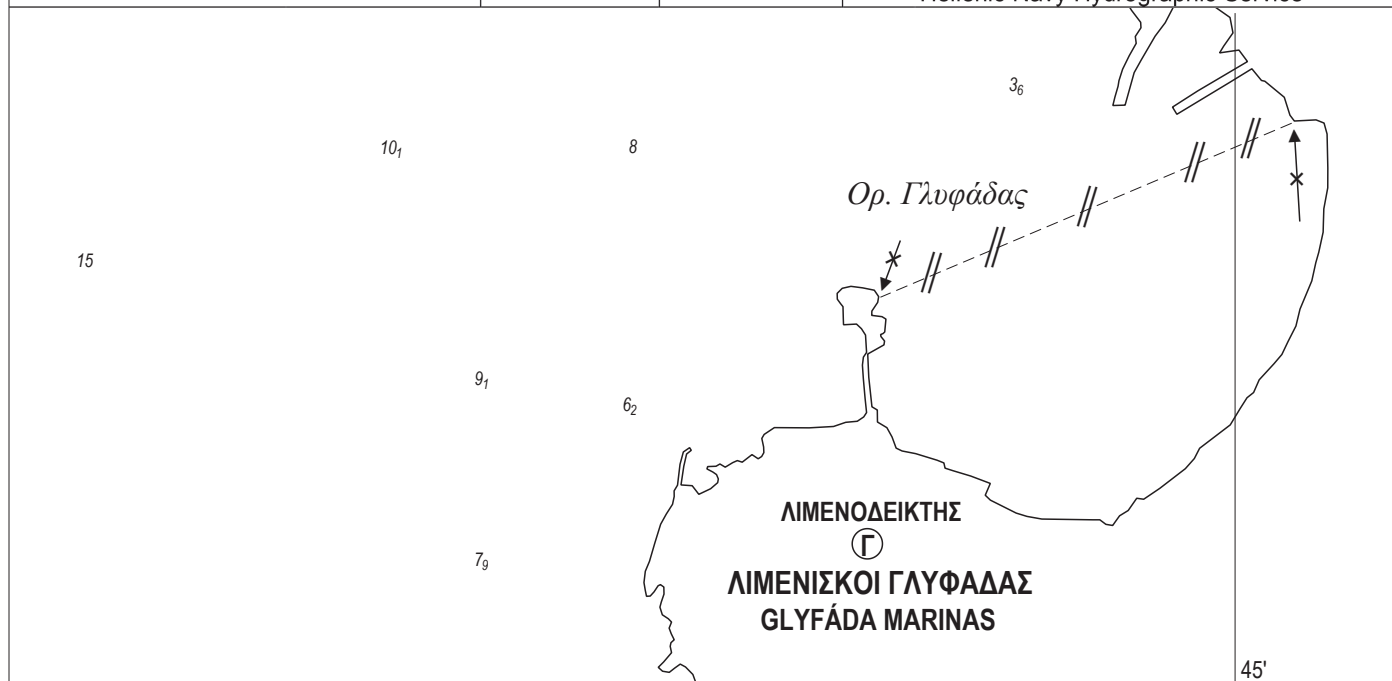 Hellenic Navy Hydrographic Service
3₆
10₁
8
Ορ. Γλυφάδας
15
9₁
6₂
ΛΙΜΕΝΟΔΕΙΚΤΗΣ
Γ
7₉
ΛΙΜΕΝΙΣΚΟΙ ΓΛΥΦΑΔΑΣ
GLYFÁDA MARINAS
45'